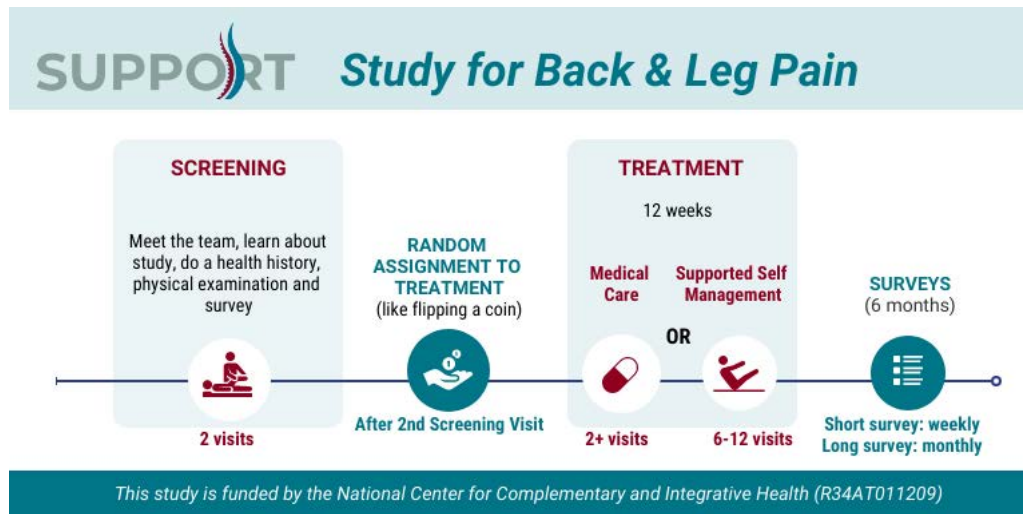 SUPPORT
Study for Back & Leg Pain
SCREENING
Meet the team, learn about
study, do a health history,
physical examination and
survey
2 visits
RANDOM
ASSIGNMENT TO
TREATMENT
(like flipping a coin)
After 2nd Screening Visit
TREATMENT
12 weeks
Medical
Care
2+ visits
OR
Supported Self
Management
6-12 visits
SURVEYS
(6 months)
Short survey: weekly
Long survey: monthly
This study is funded by the National Center for Complementary and Integrative Health (R34AT011209)